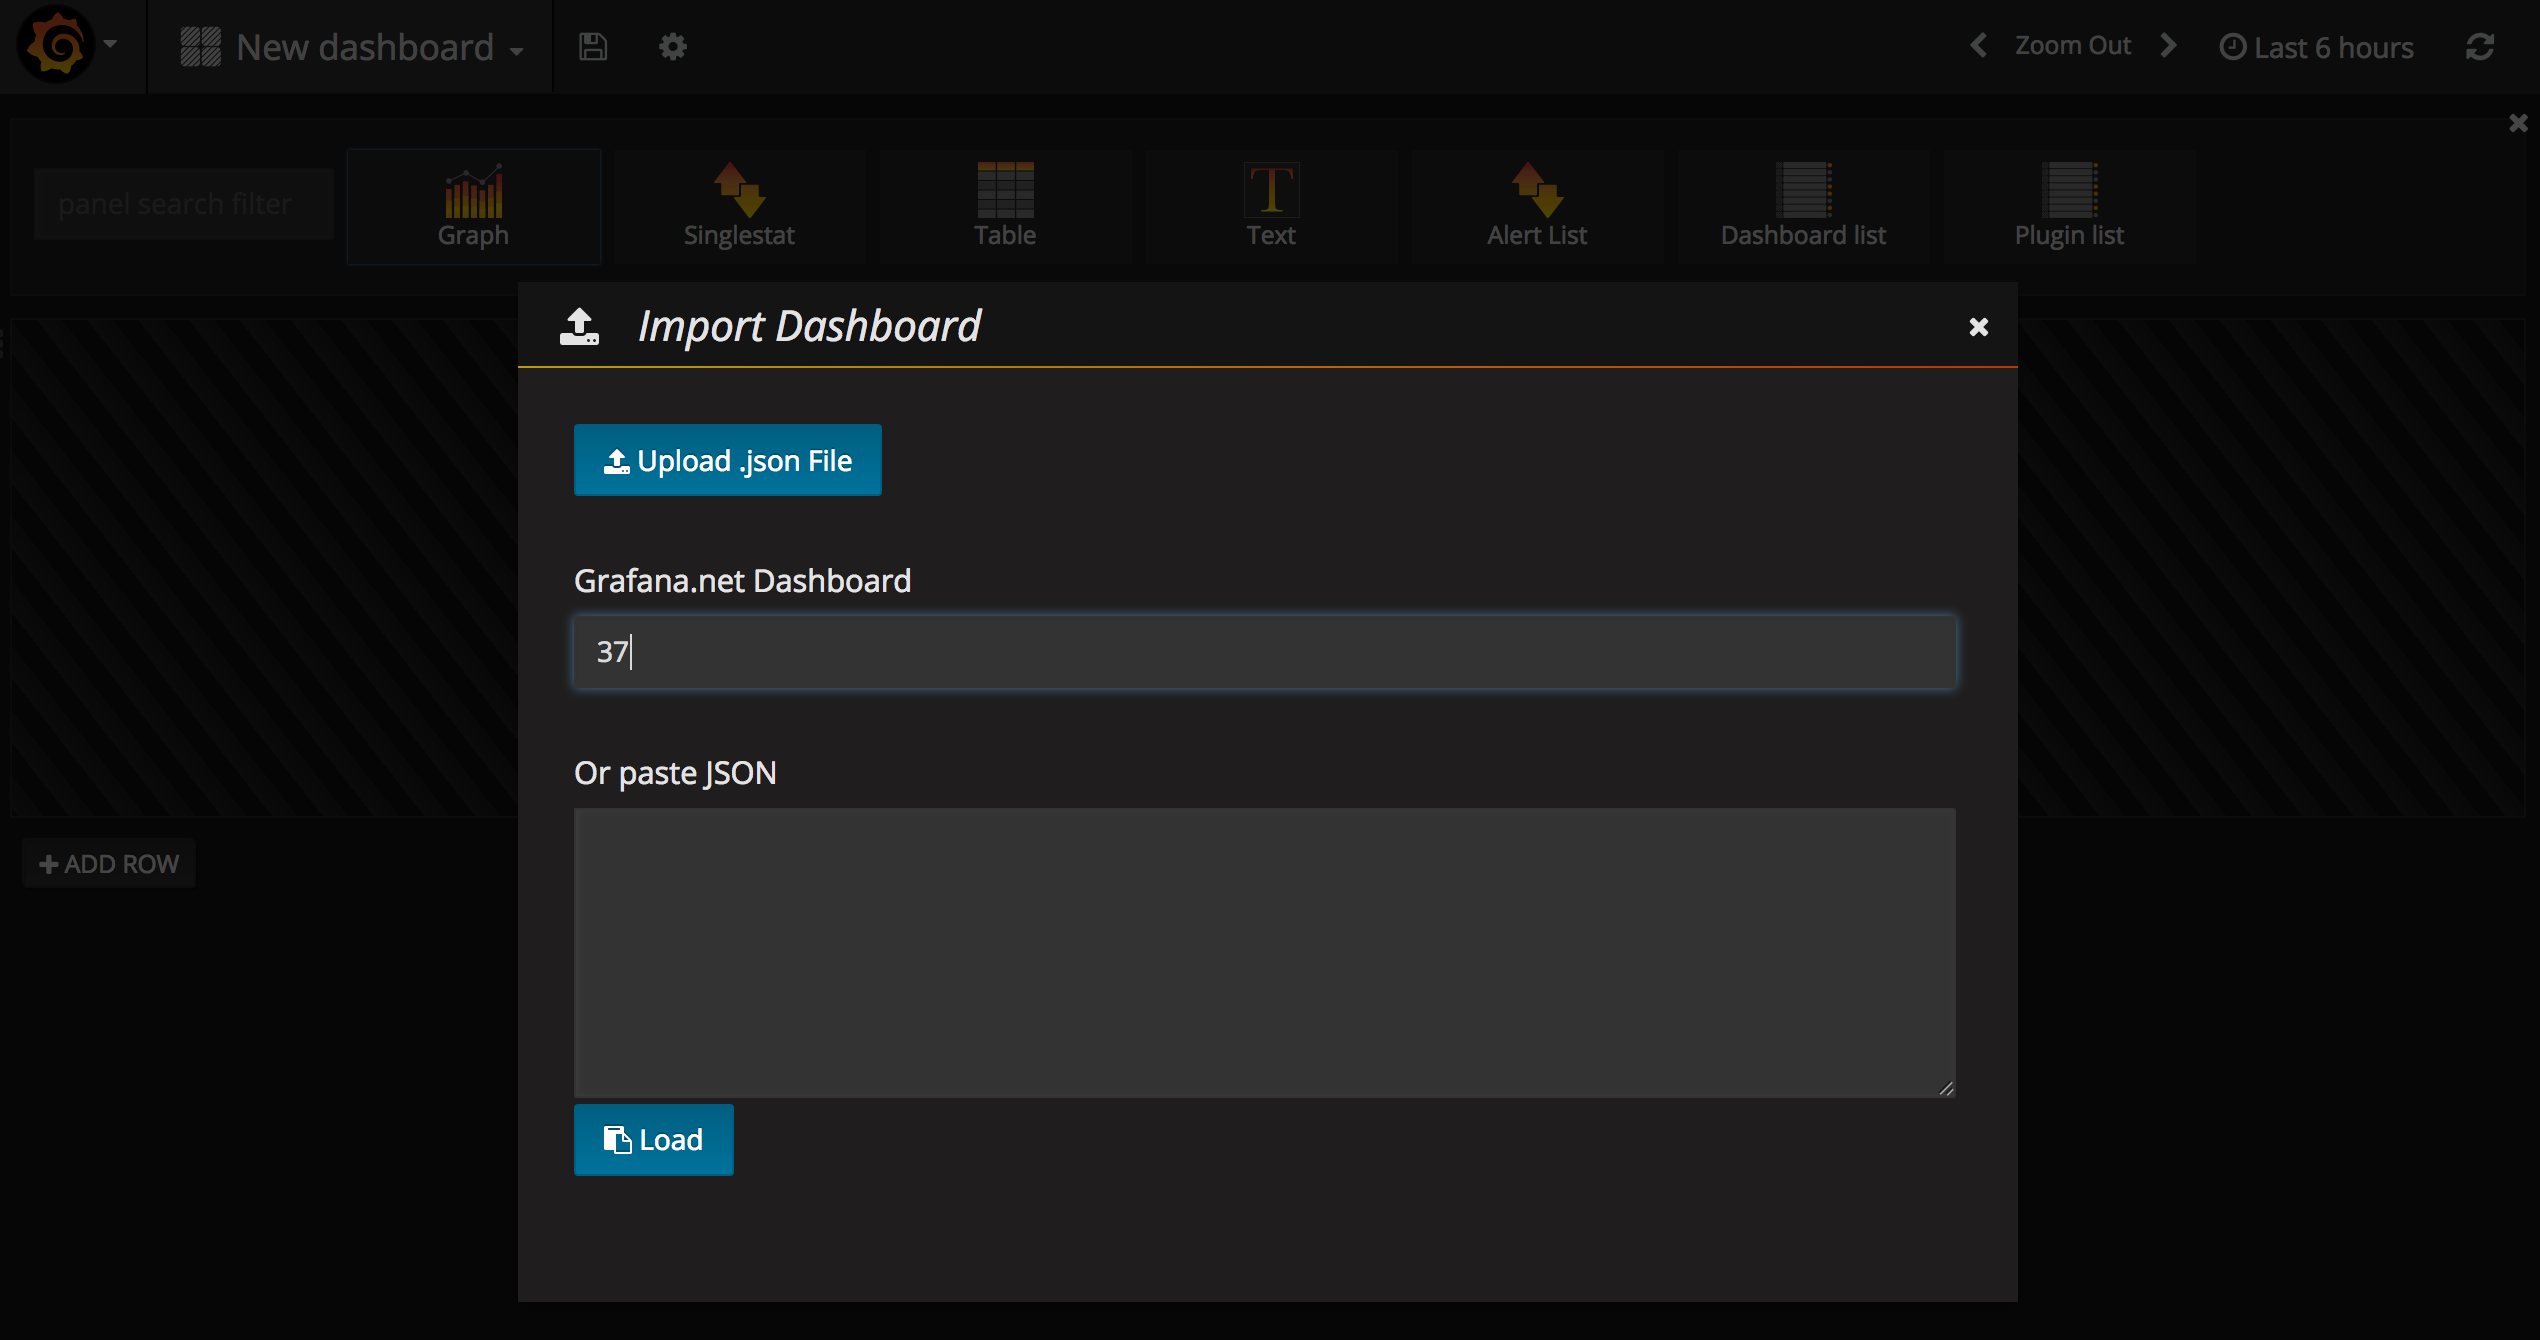 New dashboard
Zoom Out
Last 6 hours
panel search filter
Graph
Singlestat
Table
Text
Alert List
Dashboard list
Plugin list
Import Dashboard
Upload .json File
Grafana.net Dashboard
37
Or paste JSON
ADD ROW
Load